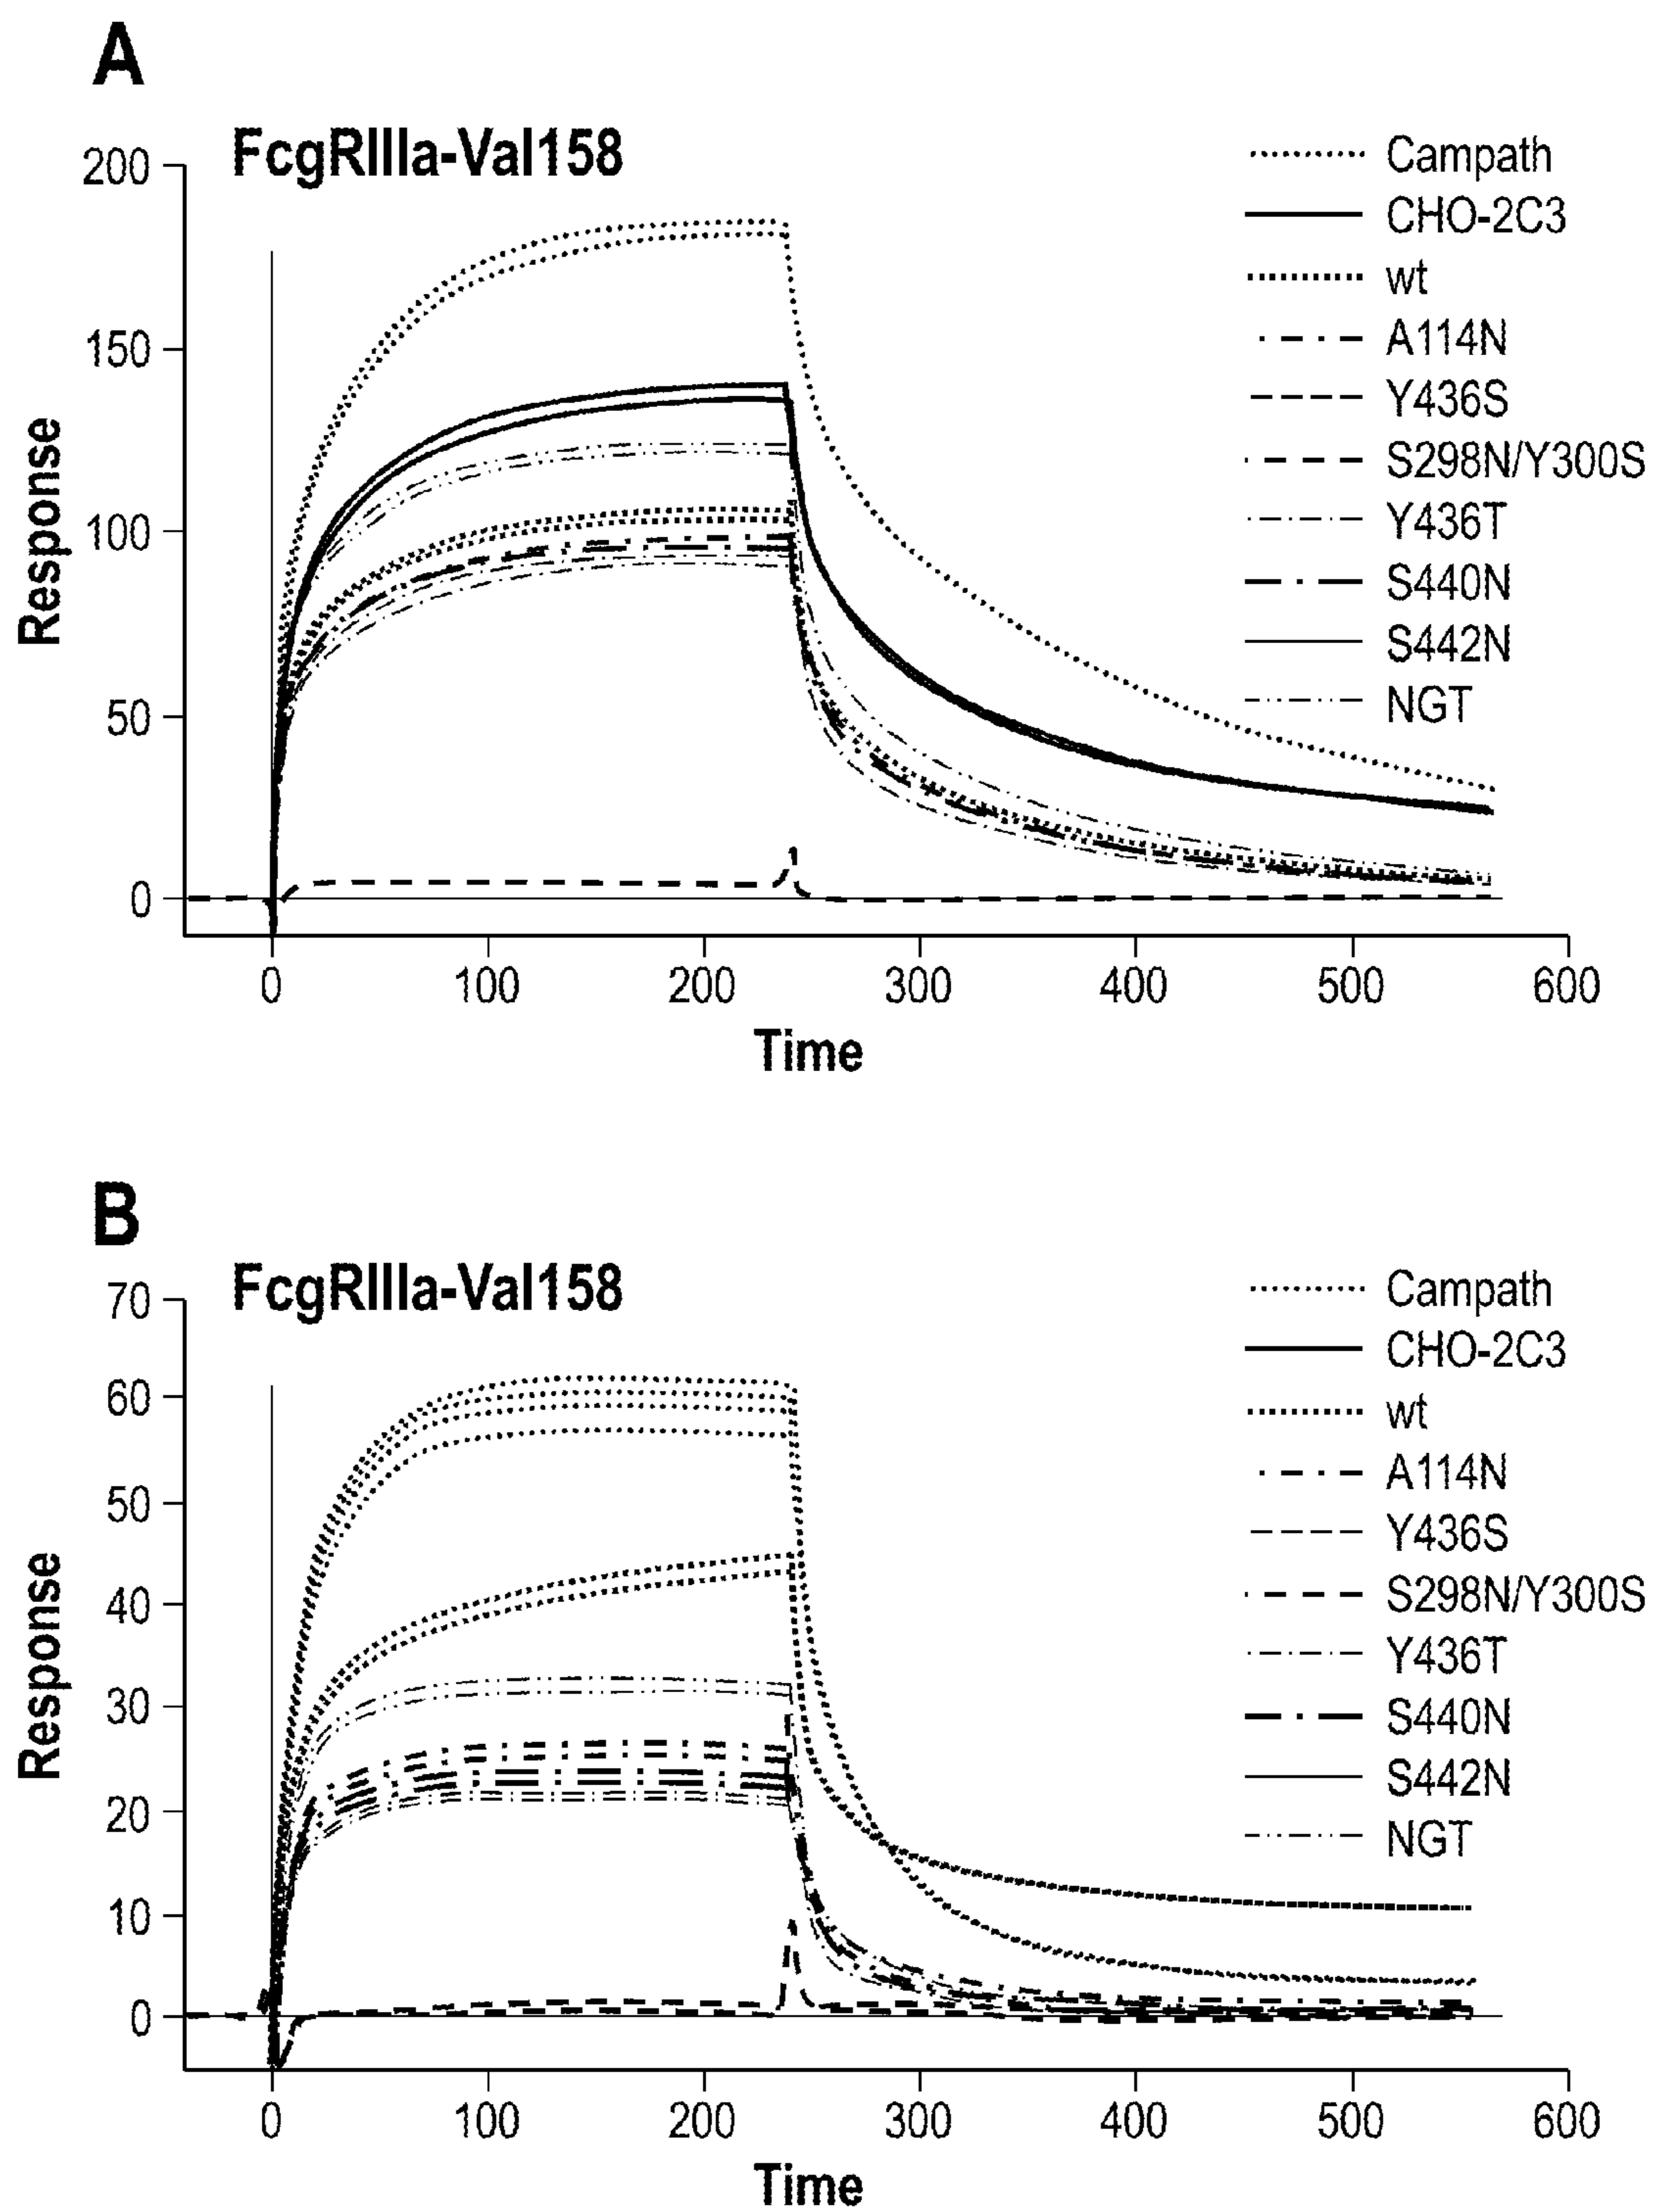 A
FcgRIIIa-Val158
200
150
100
50
0
Response
0 100 200 300 400 500 600
Time
Campath
CHO-2C3
wt
A114N
Y436S
S298N/Y300S
Y436T
S440N
S442N
NGT
B
FcgRIIIa-Val158
70
60
50
40
30
20
10
0
Response
0 100 200 300 400 500 600
Time
Campath
CHO-2C3
wt
A114N
Y436S
S298N/Y300S
Y436T
S440N
S442N
NGT